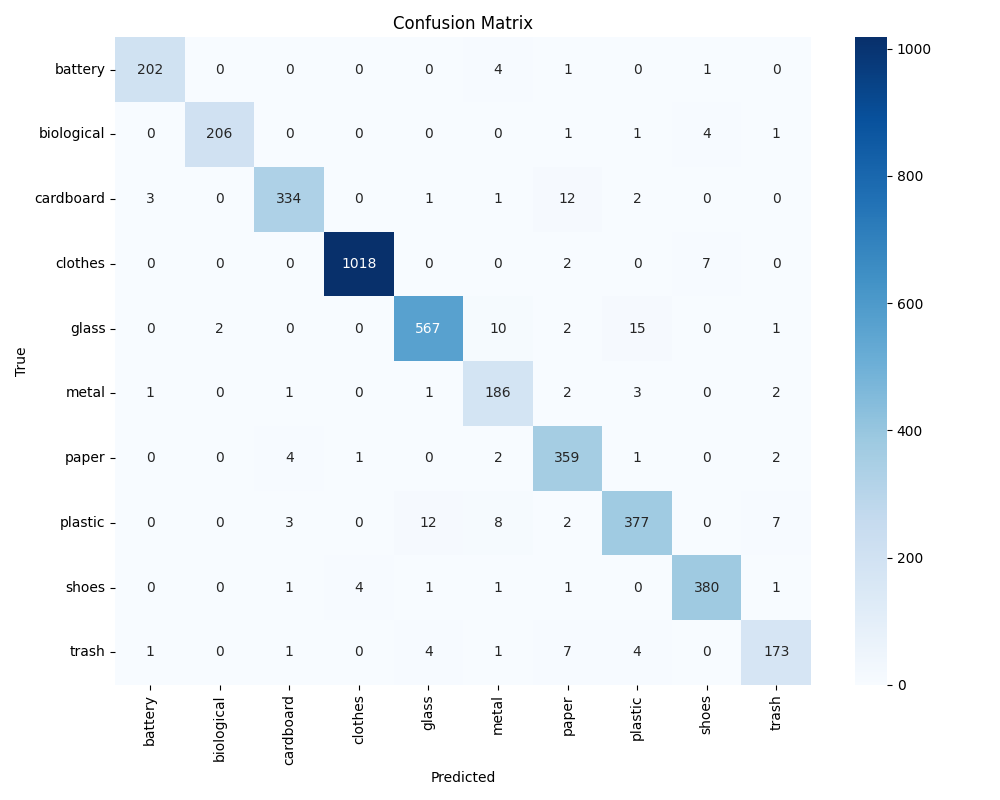 Confusion Matrix
battery 202 0 0 0 0 4 1 0 1 0
biological 0 206 0 0 0 0 1 1 4 1
cardboard 3 0 334 0 1 1 12 2 0 0
clothes 0 0 0 1018 0 0 2 0 7 0
glass 0 2 0 0 567 10 2 15 0 1
metal 1 0 1 0 1 186 2 3 0 2
paper 0 0 4 1 0 2 359 1 0 2
plastic 0 0 3 0 12 8 2 377 0 7
shoes 0 0 1 4 1 1 1 0 380 1
trash 1 0 1 0 4 1 7 4 0 173
True
battery biological cardboard clothes glass metal paper plastic shoes trash
Predicted
1000
800
600
400
200
0